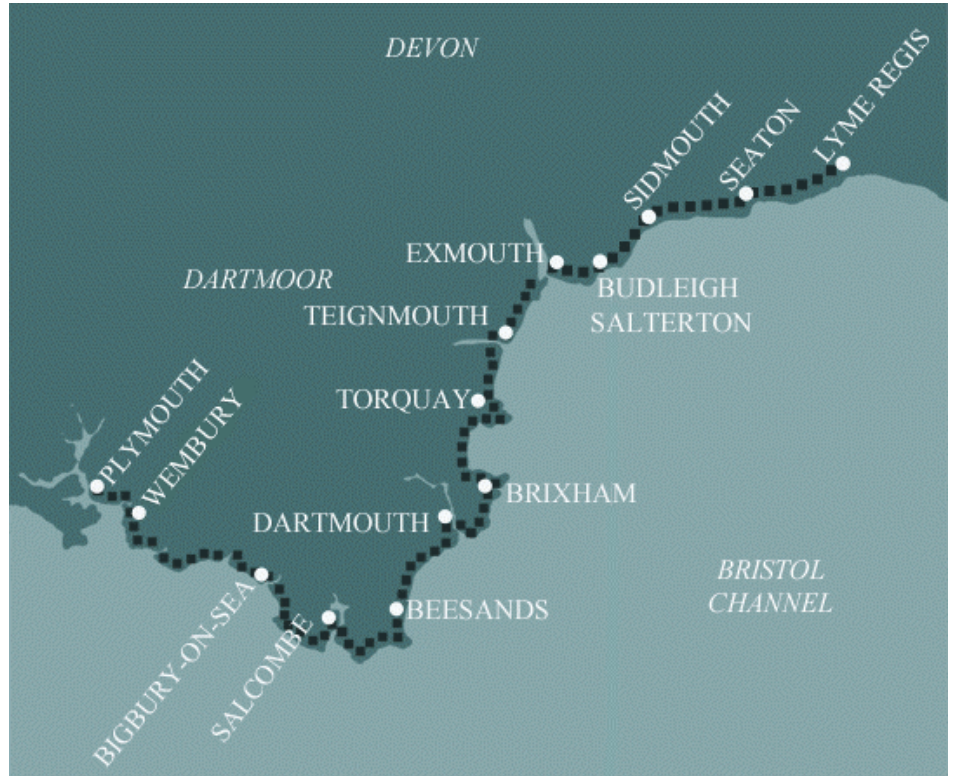 DEVON
LYME REGIS
SEATON
SIDMOUTH
EXMOUTH
BUDLEIGH
SALTERTON
DARTMOOR
TEIGNMOUTH
TORQUAY
PLYMOUTH
WEMBURY
BRIXHAM
DARTMOUTH
BRISTOL
CHANNEL
BEESANDS
BIGBURY-ON-SEA
SALCOMBE